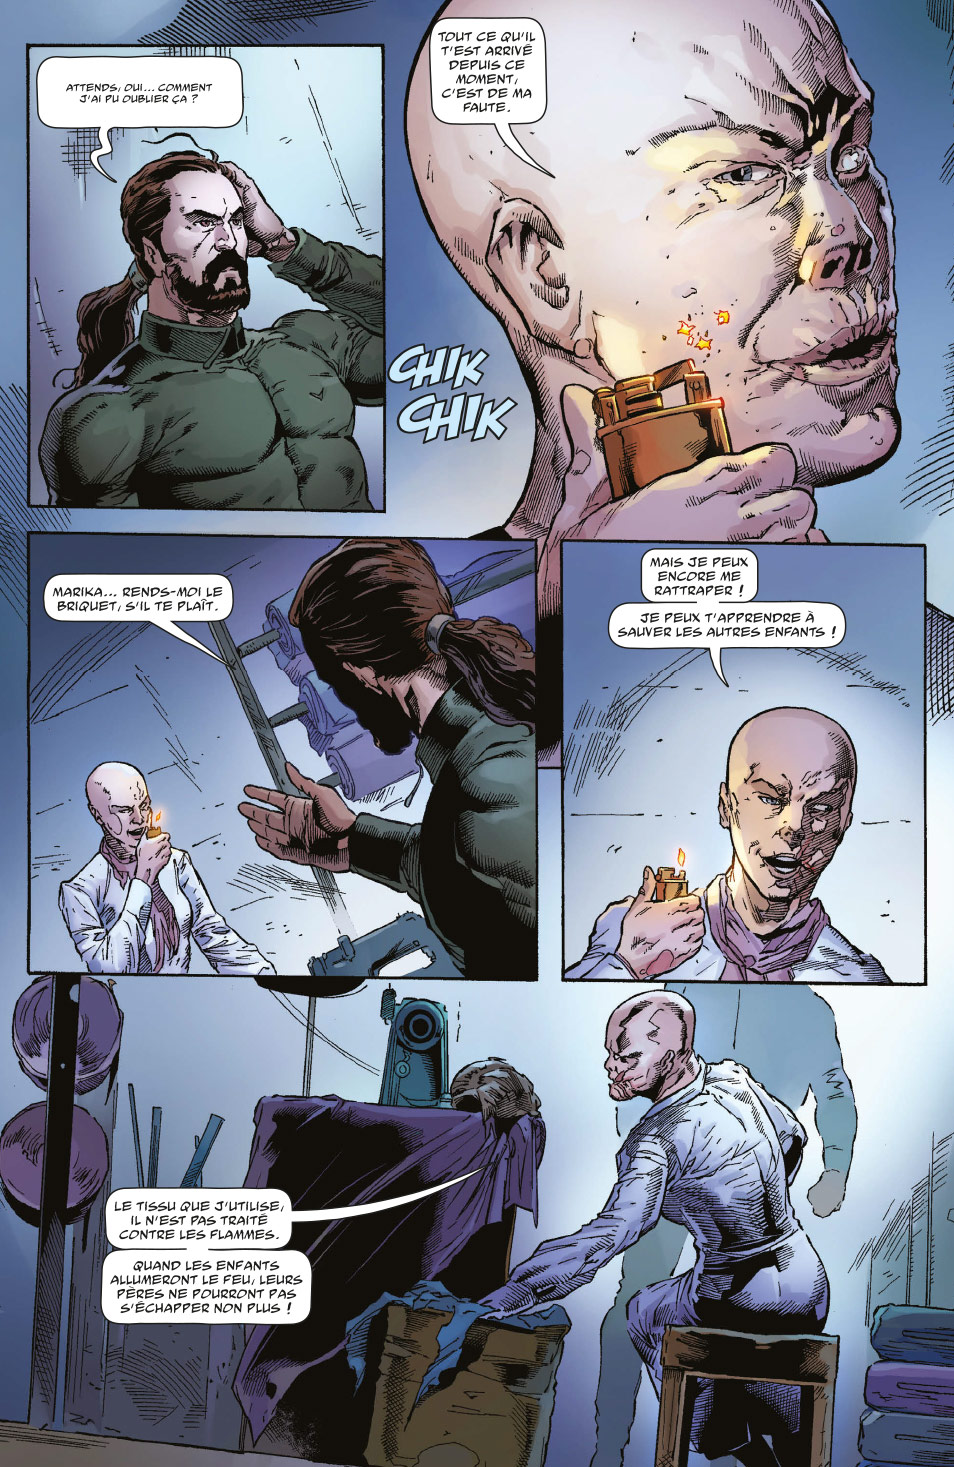 ATTENDS, OUI... COMMENT
J'AI PU OUBLIER ÇA ?
TOUT CE QU'IL
T'EST ARRIVÉ
DEPUIS CE
MOMENT,
C'EST DE MA
FAUTE.
CHIK
CHIK
MARIKA... RENDS-MOI LE
BRIQUET, S'IL TE PLAÎT.
MAIS JE PEUX
ENCORE ME
RATTRAPER !
JE PEUX T'APPRENDRE À
SAUVER LES AUTRES ENFANTS !
LE TISSU QUE J'UTILISE,
IL N'EST PAS TRAITÉ
CONTRE LES FLAMMES.
QUAND LES ENFANTS
ALLUMERONT LE FEU, LEURS
PÈRES NE POURRONT PAS
S'ÉCHAPPER NON PLUS !